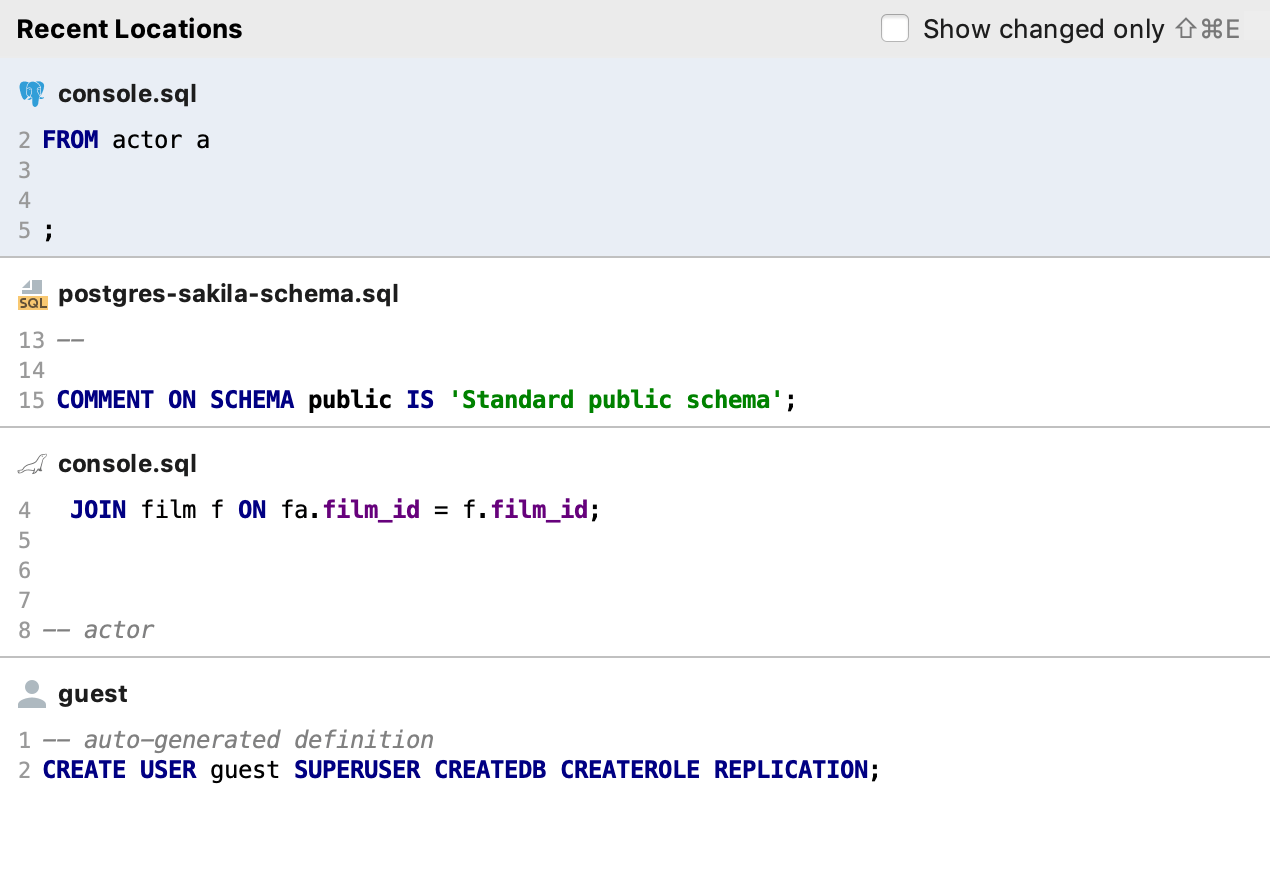 Recent Locations Show changed only ⇧⌘E
console.sql
2 FROM actor a
3
4
5 ;
SQL postgres-sakila-schema.sql
13 --
14
15 COMMENT ON SCHEMA public IS 'Standard public schema';
console.sql
4 JOIN film f ON fa.film_id = f.film_id;
5
6
7
8 -- actor
guest
1 -- auto-generated definition
2 CREATE USER guest SUPERUSER CREATEDB CREATEROLE REPLICATION;